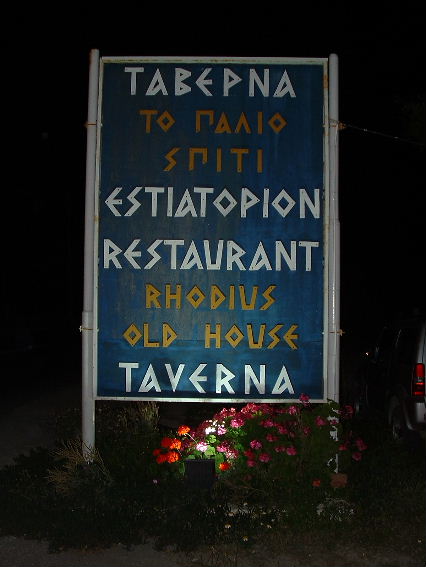 ΤΑΒΕΡΝΑ
ΤΟ ΠΑΛΙΟ
ΣΠΙΤΙ
ΕΣΤΙΑΤΟΡΙΟΝ
RESTAURANT
RHODIUS
OLD HOUSE
TAVERNA